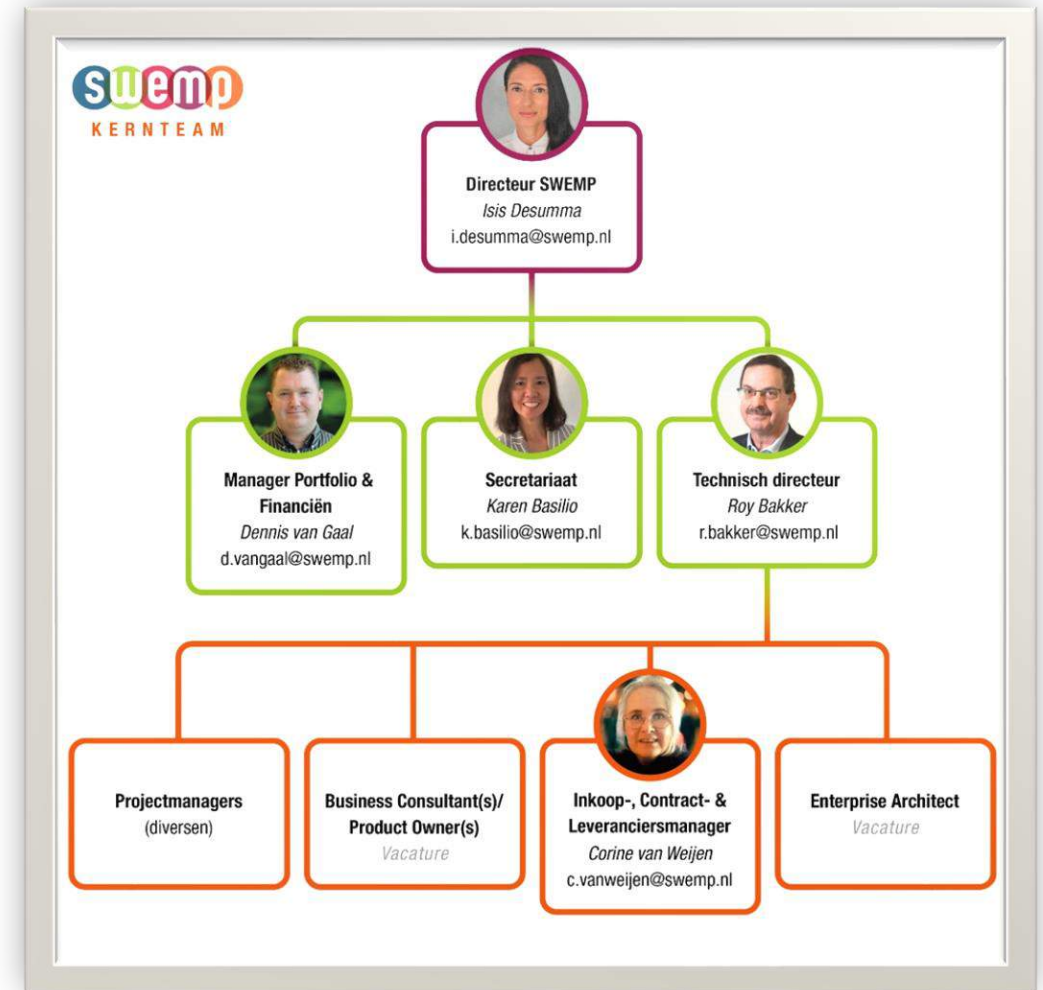 swemp
KERNTEAM
Directeur SWEMP
Isis Desumma
i.desumma@swemp.nl
Manager Portfolio &
Financiën
Dennis van Gaal
d.vangaal@swemp.nl
Secretariaat
Karen Basilio
k.basilio@swemp.nl
Technisch directeur
Roy Bakker
r.bakker@swemp.nl
Projectmanagers
(diversen)
Business Consultant(s)/
Product Owner(s)
Vacature
Inkoop-, Contract- &
Leveranciersmanager
Corine van Weijen
c.vanweijen@swemp.nl
Enterprise Architect
Vacature